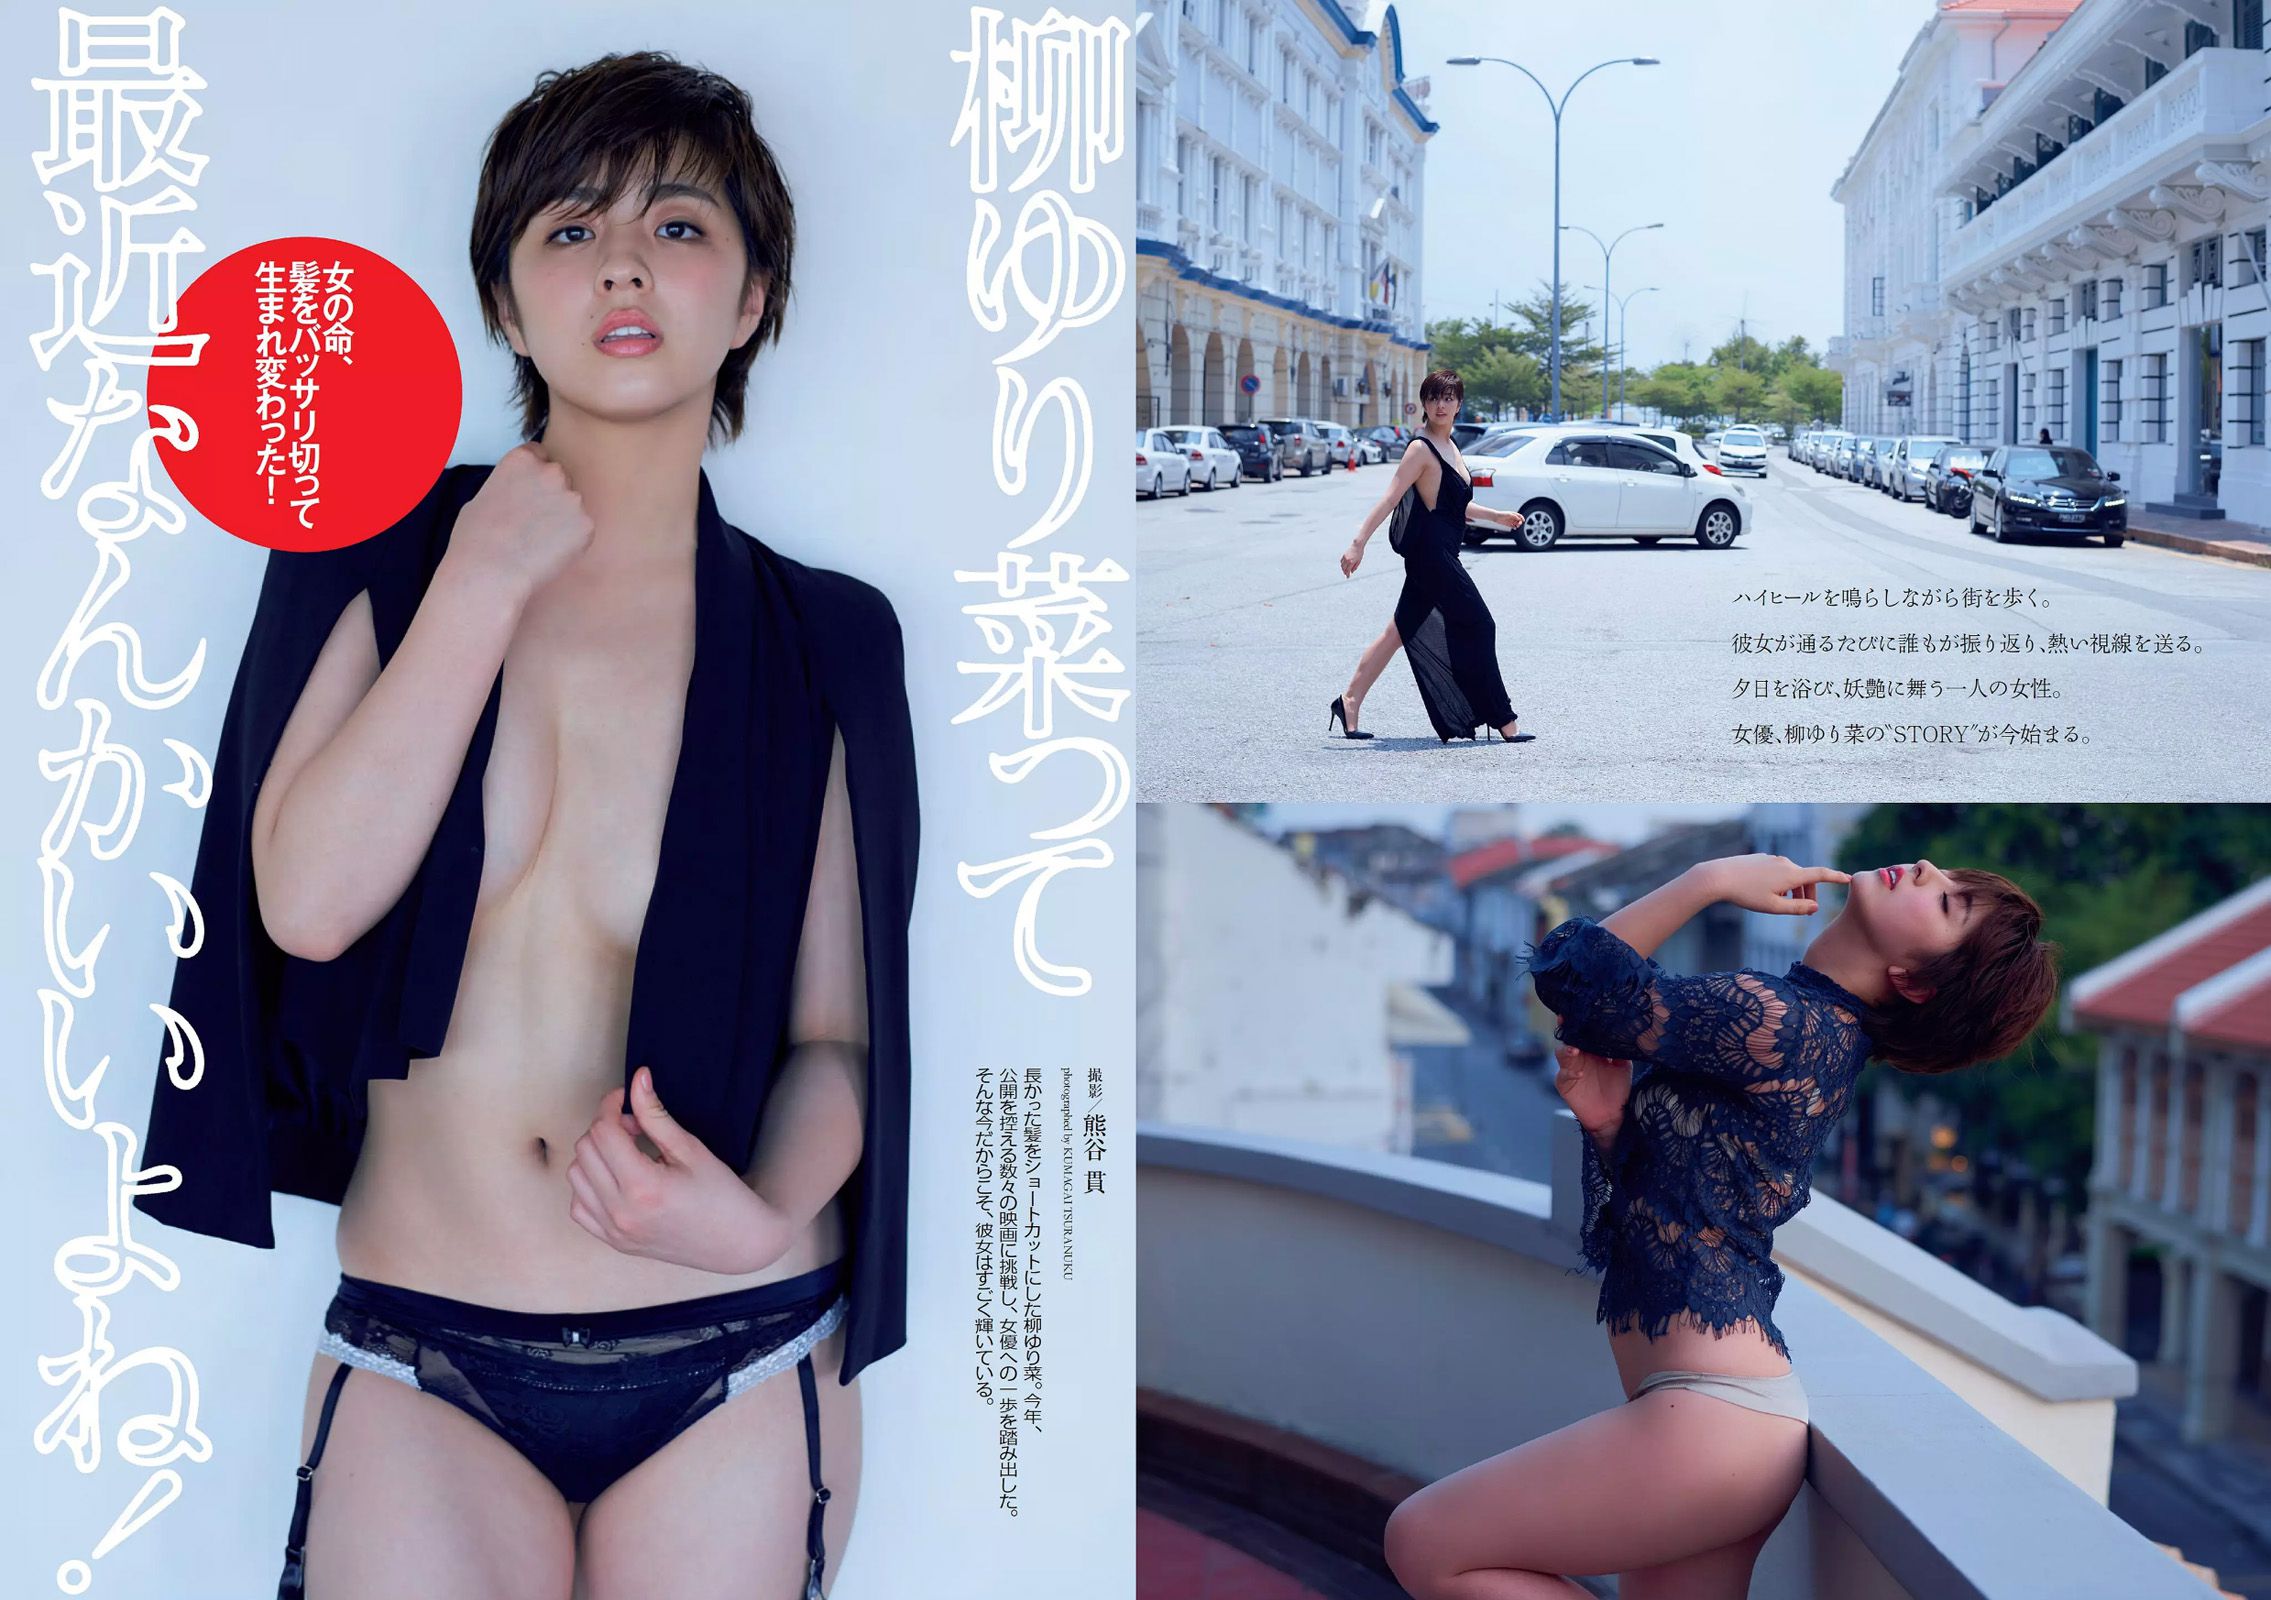 柳ゆり菜って
最近なんかいいよね!
女の命、
髪をバッサリ切って
生まれ変わった!
撮影/熊谷 貫
photographed by KUMAGAI TSURANUKU
長かった髪をショートカットにした柳ゆり菜。今年、
公開を控える数々の映画に挑戦し、女優への一歩を踏み出した。
そんな今だからこそ、彼女はすごく輝いている。
ハイヒールを鳴らしながら街を歩く。
彼女が通るたびに誰もが振り返り、熱い視線を送る。
夕日を浴び、妖艶に舞う一人の女性。
女優、柳ゆり菜の〝STORY〟が今始まる。